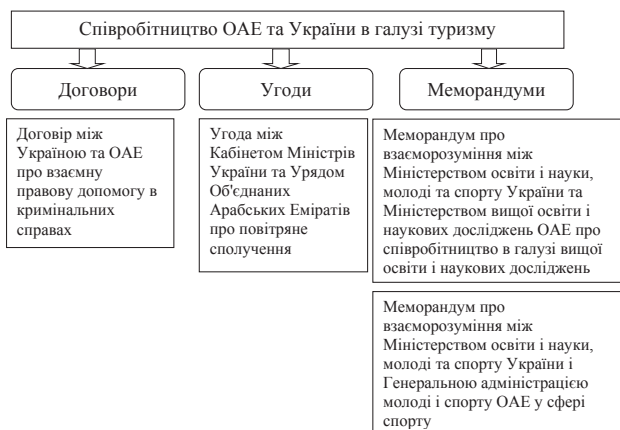 Співробітництво ОАЕ та України в галузі туризму
Договори
Угоди
Меморандуми
Договір між
Україною та ОАЕ
про взаємну
правову допомогу в
кримінальних
справах
Угода між
Кабінетом Міністрів
України та Урядом
Об'єднаних
Арабських Еміратів
про повітряне
сполучення
Меморандум про
взаєморозуміння між
Міністерством освіти і науки,
молоді та спорту України та
Міністерством вищої освіти і
наукових досліджень ОАЕ про
співробітництво в галузі вищої
освіти і наукових досліджень
Меморандум про
взаєморозуміння між
Міністерством освіти і науки,
молоді та спорту України і
Генеральною адміністрацією
молоді і спорту ОАЕ у сфері
спорту